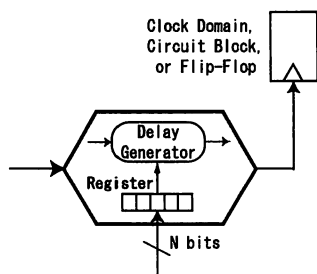 Clock Domain,
Circuit Block,
or Flip-Flop
Delay
Generator
Register
N bits